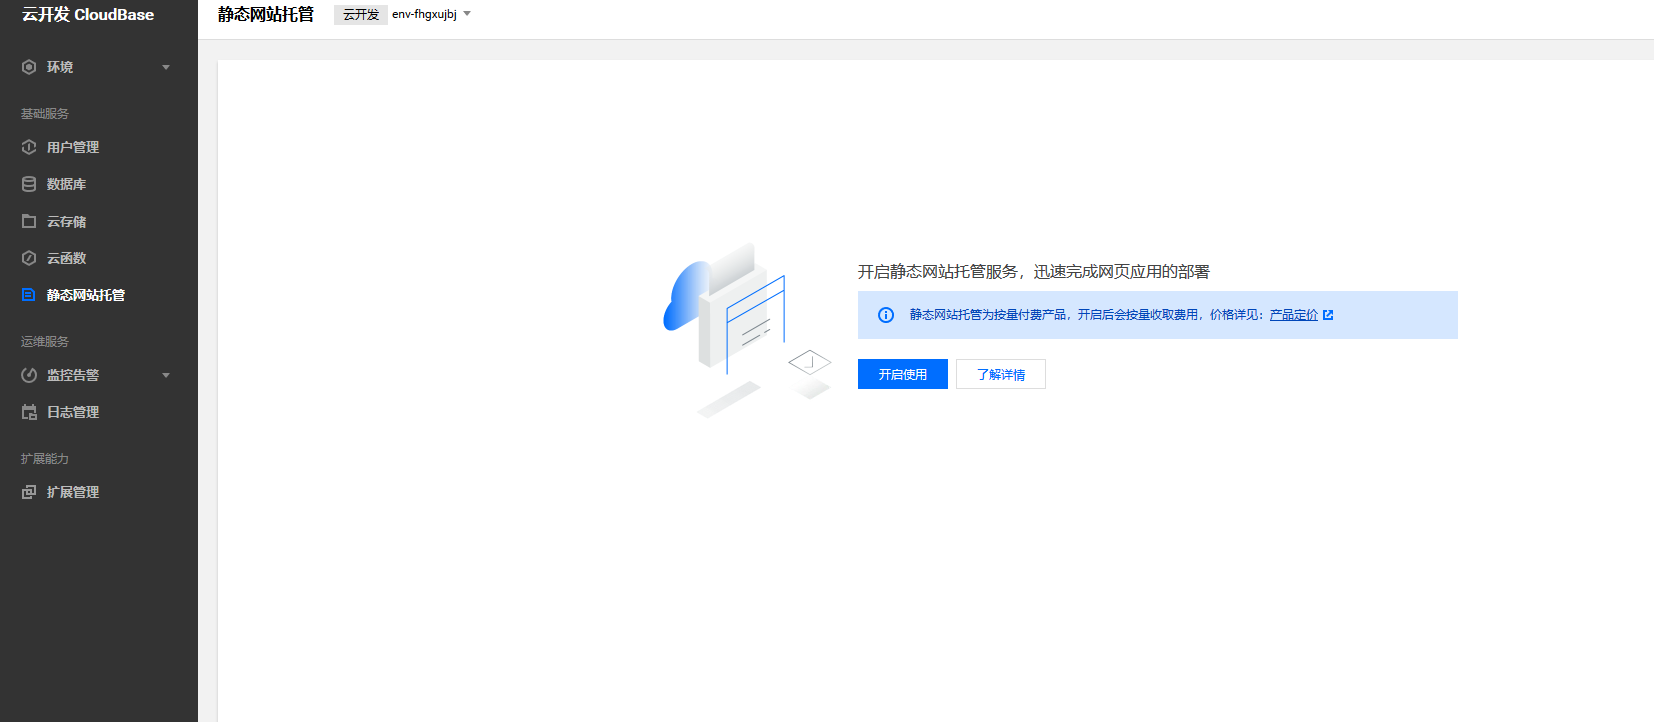 云开发 CloudBase
静态网站托管 云开发 env-fhgxujbj
环境
基础服务
用户管理
数据库
云存储
云函数
静态网站托管
运维服务
监控告警
日志管理
扩展能力
扩展管理
开启静态网站托管服务，迅速完成网页应用的部署
静态网站托管为按量付费产品，开启后会按量收取费用，价格详见：产品定价
开启使用 了解详情